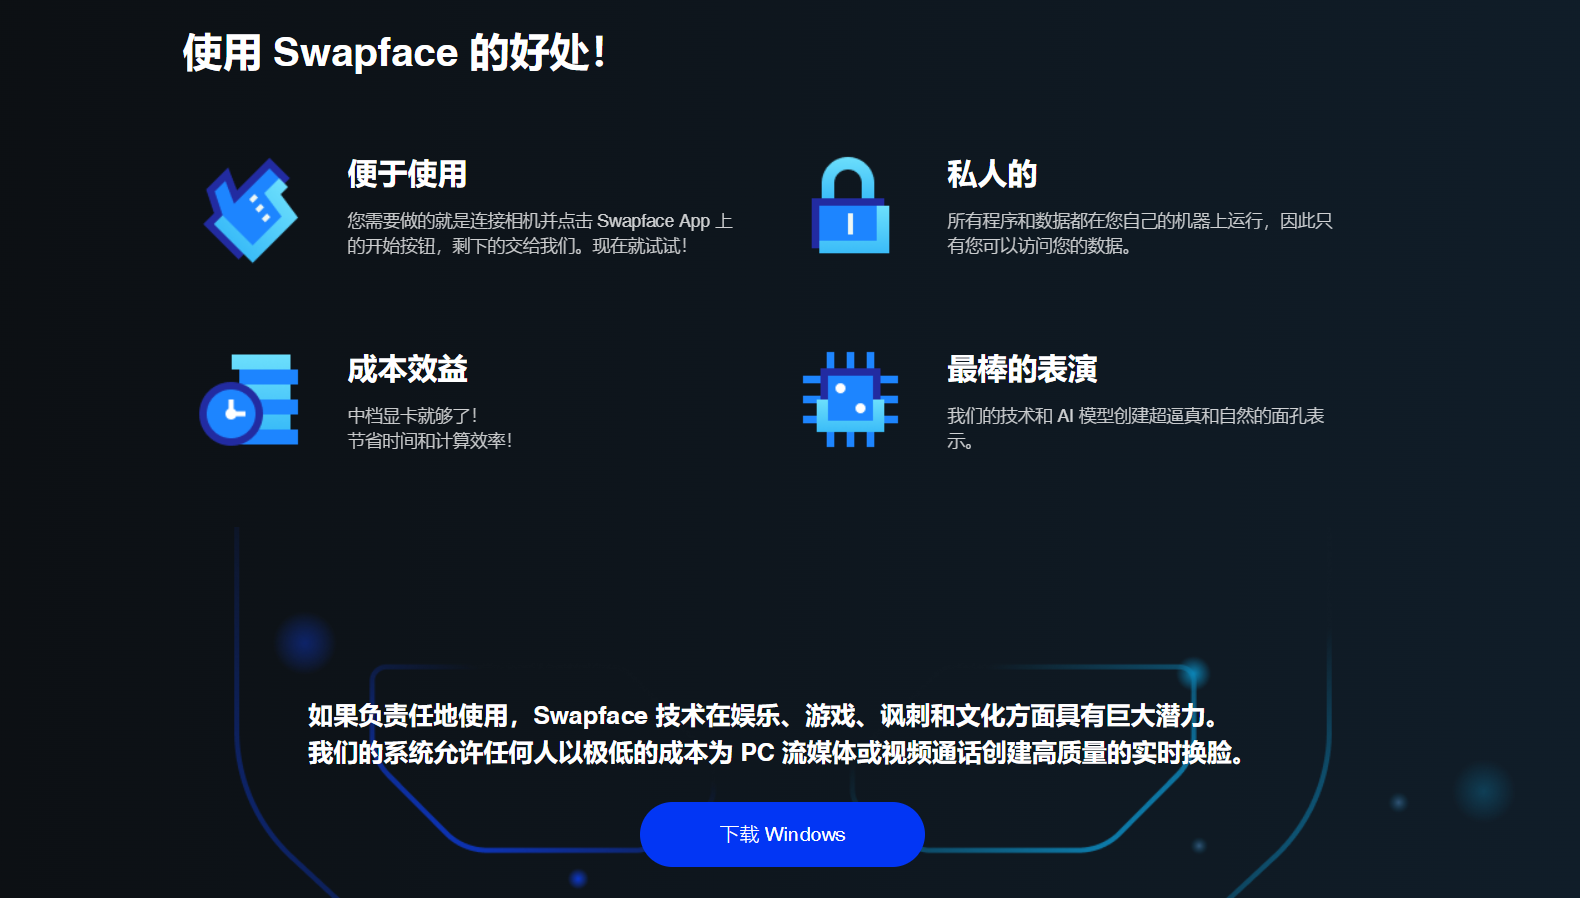 使用 Swapface 的好处！
便于使用
您需要做的就是连接相机并点击 Swapface App 上
的开始按钮，剩下的交给我们。现在就试试！
私人的
所有程序和数据都在您自己的机器上运行，因此只
有您可以访问您的数据。
成本效益
中档显卡就够了！
节省时间和计算效率！
最棒的表演
我们的技术和 AI 模型创建超逼真和自然的面孔表
示。
如果负责任地使用，Swapface 技术在娱乐、游戏、讽刺和文化方面具有巨大潜力。
我们的系统允许任何人以极低的成本为 PC 流媒体或视频通话创建高质量的实时换脸。
下载 Windows